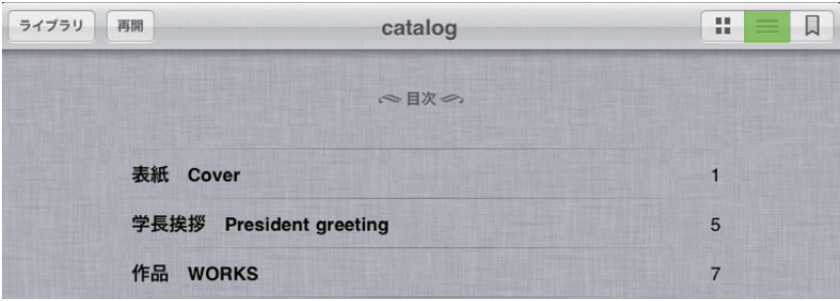 ライブラリ 再開 catalog
目次
表紙 Cover 1
学長挨拶 President greeting 5
作品 WORKS 7